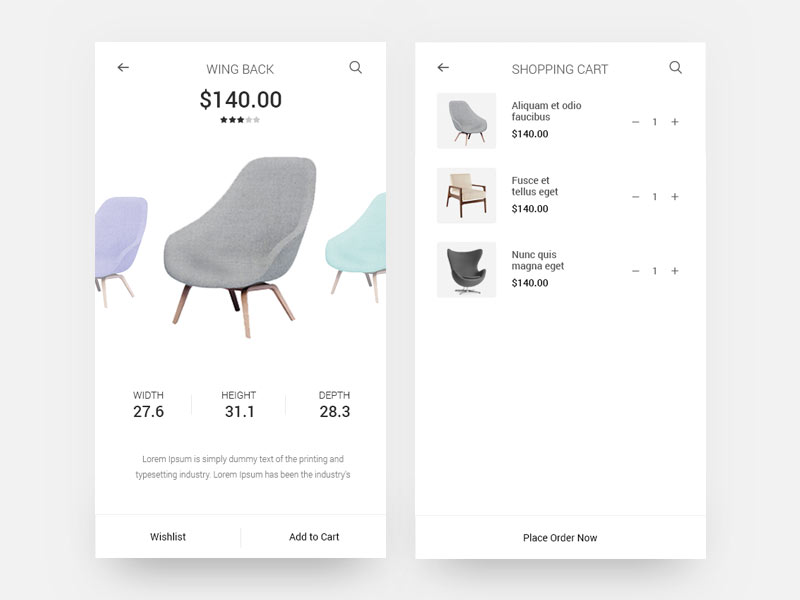 WING BACK
$140.00
WIDTH
27.6
HEIGHT
31.1
DEPTH
28.3
Lorem Ipsum is simply dummy text of the printing and
typesetting industry. Lorem Ipsum has been the industry's
Wishlist
Add to Cart
SHOPPING CART
Aliquam et odio
faucibus
$140.00
1
Fusce et
tellus eget
$140.00
1
Nunc quis
magna eget
$140.00
1
Place Order Now